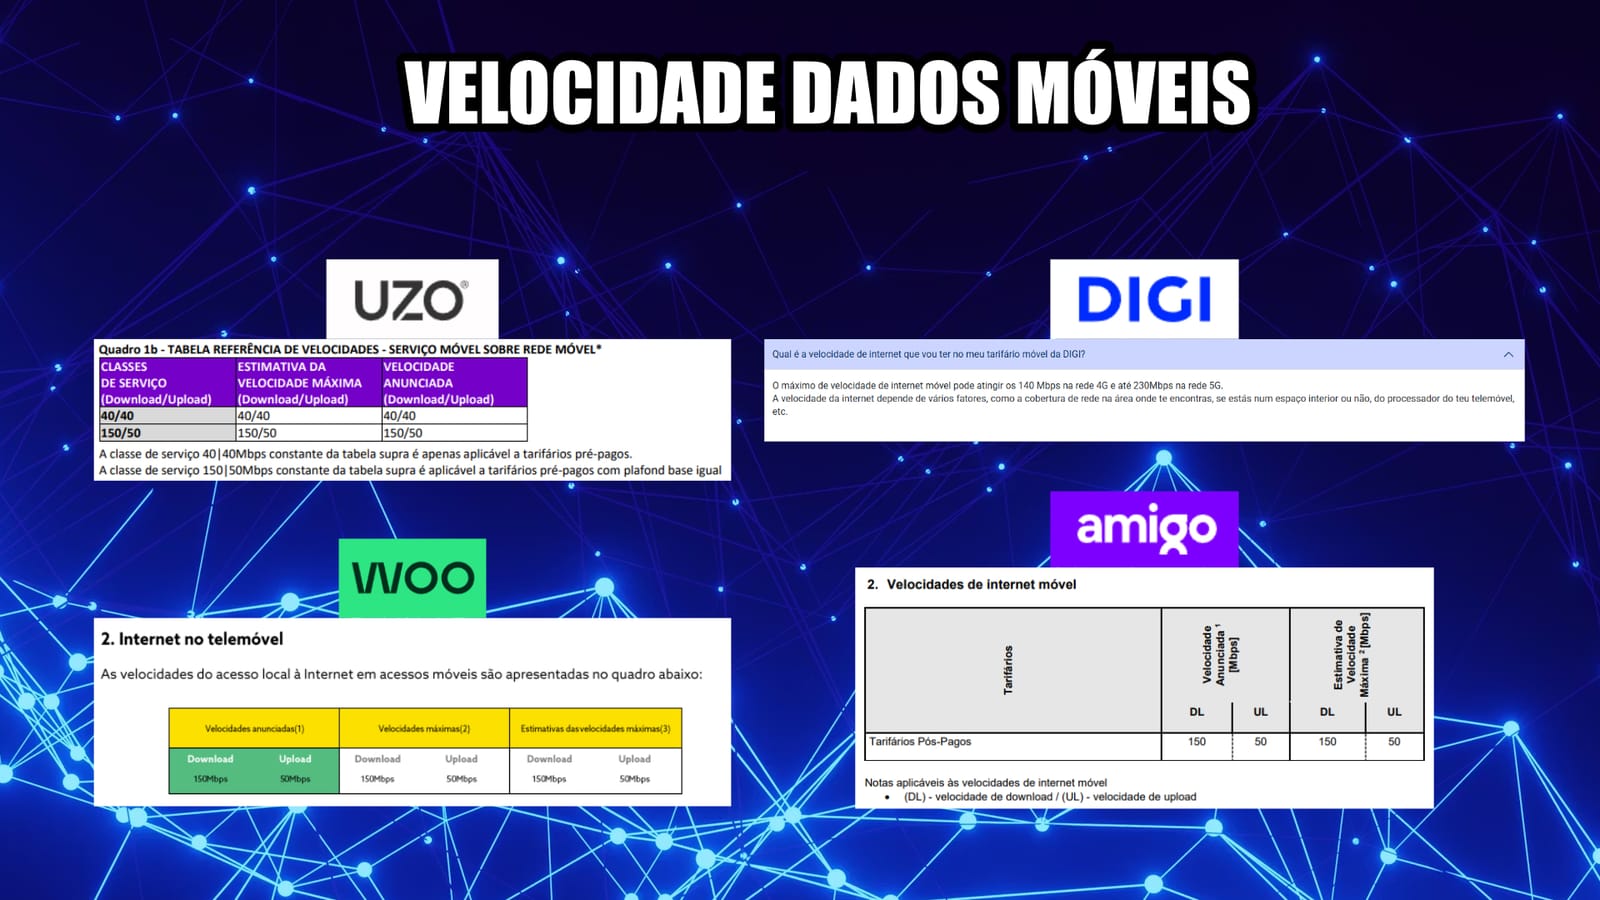 VELOCIDADE DADOS MÓVEIS
UZO®
Quadro 1b - TABELA REFERÊNCIA DE VELOCIDADES - SERVIÇO MÓVEL SOBRE REDE MÓVEL*
CLASSES DE SERVIÇO (Download/Upload) ESTIMATIVA DA VELOCIDADE MÁXIMA (Download/Upload) VELOCIDADE ANUNCIADA (Download/Upload)
40/40 40/40 40/40
150/50 150/50 150/50
A classe de serviço 40|40Mbps constante da tabela supra é apenas aplicável a tarifários pré-pagos.
A classe de serviço 150|50Mbps constante da tabela supra é aplicável a tarifários pré-pagos com plafond base igual
DIGI
Qual é a velocidade de internet que vou ter no meu tarifário móvel da DIGI?
O máximo de velocidade de internet móvel pode atingir os 140 Mbps na rede 4G e até 230Mbps na rede 5G.
A velocidade da internet depende de vários fatores, como a cobertura de rede na área onde te encontras, se estás num espaço interior ou não, do processador do teu telemóvel,
etc.
WOO
2. Internet no telemóvel
As velocidades do acesso local à Internet em acessos móveis são apresentadas no quadro abaixo:
Velocidades anunciadas(1) Velocidades máximas(2) Estimativas dasvelocidades máximas(3)
Download Upload Download Upload Download Upload
150Mbps 50Mbps 150Mbps 50Mbps 150Mbps 50Mbps
amigo
2. Velocidades de internet móvel
Tarifários
Velocidade Anunciada ¹ [Mbps]
Estimativa de Velocidade Máxima ² [Mbps]
DL UL DL UL
Tarifários Pós-Pagos 150 50 150 50
Notas aplicáveis às velocidades de internet móvel
• (DL) - velocidade de download / (UL) - velocidade de upload